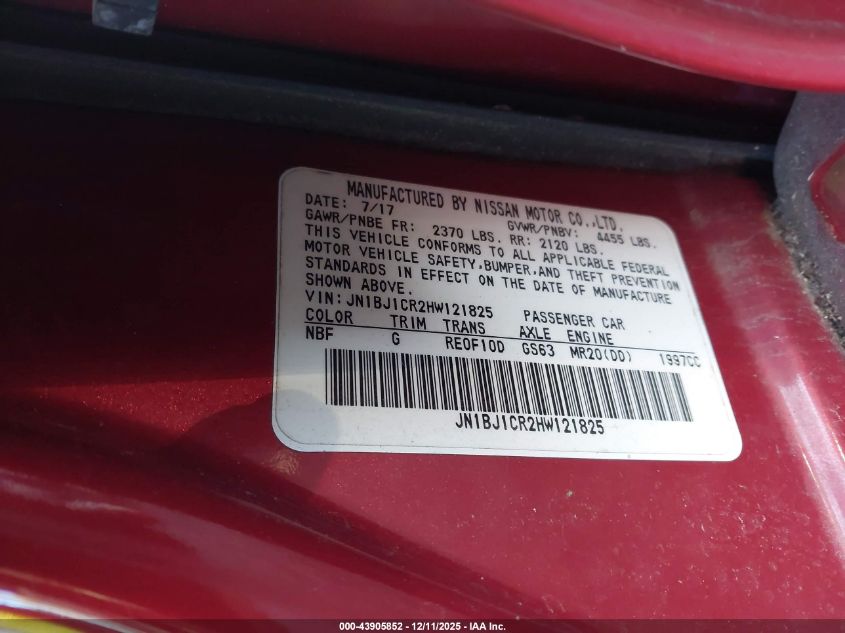 MANUFACTURED BY NISSAN MOTOR CO.,LTD.
DATE: 7/17
GAWR/PNBE FR: 2370 LBS. RR: 2120 LBS. GVWR/PNBV: 4455 LBS.
THIS VEHICLE CONFORMS TO ALL APPLICABLE FEDERAL
MOTOR VEHICLE SAFETY,BUMPER,AND THEFT PREVENTION
STANDARDS IN EFFECT ON THE DATE OF MANUFACTURE
SHOWN ABOVE.
VIN:JN1BJ1CR2HW121825 PASSENGER CAR
COLOR TRIM TRANS AXLE ENGINE
NBF G RE0F10D GS63 MR20(DD) 1997CC
JN1BJ1CR2HW121825
000-43905852 - 12/11/2025 - IAA Inc.